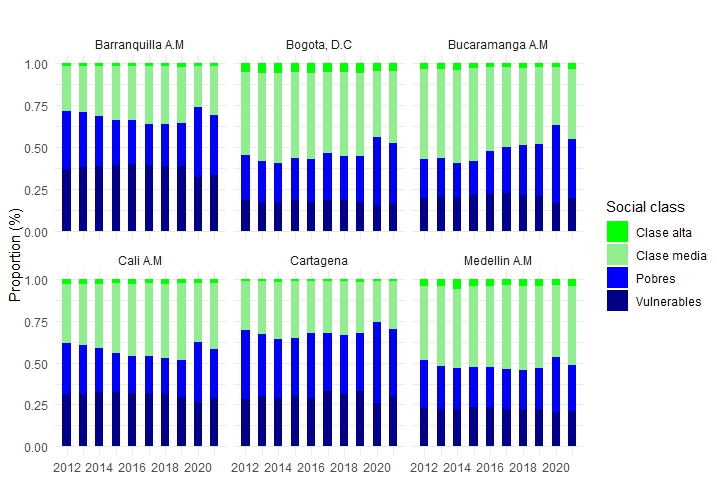 Barranquilla A.M
Bogota, D.C
Bucaramanga A.M
1.00
0.75
0.50
0.25
0.00
Cali A.M
Cartagena
Medellin A.M
1.00
0.75
0.50
0.25
0.00
2012 2014 2016 2018 2020
2012 2014 2016 2018 2020
2012 2014 2016 2018 2020
Proportion (%)
Social class
Clase alta
Clase media
Pobres
Vulnerables